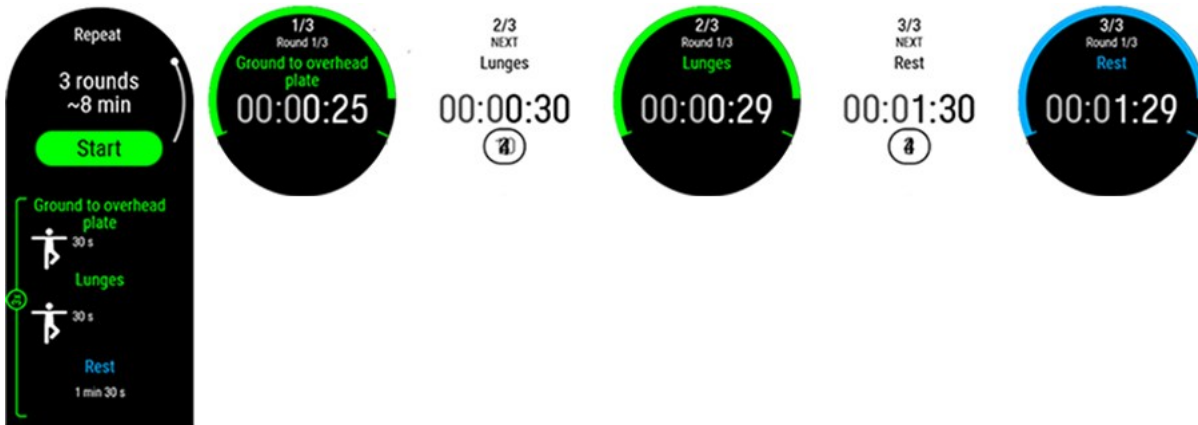 Repeat
3 rounds
~8 min
Start
Ground to overhead
plate
30 s
Lunges
30 s
Rest
1 min 30 s
1/3
Round 1/3
Ground to overhead
plate
00:00:25
2/3
NEXT
Lunges
00:00:30
2/3
Round 1/3
Lunges
00:00:29
3/3
NEXT
Rest
00:01:30
3/3
Round 1/3
Rest
00:01:29